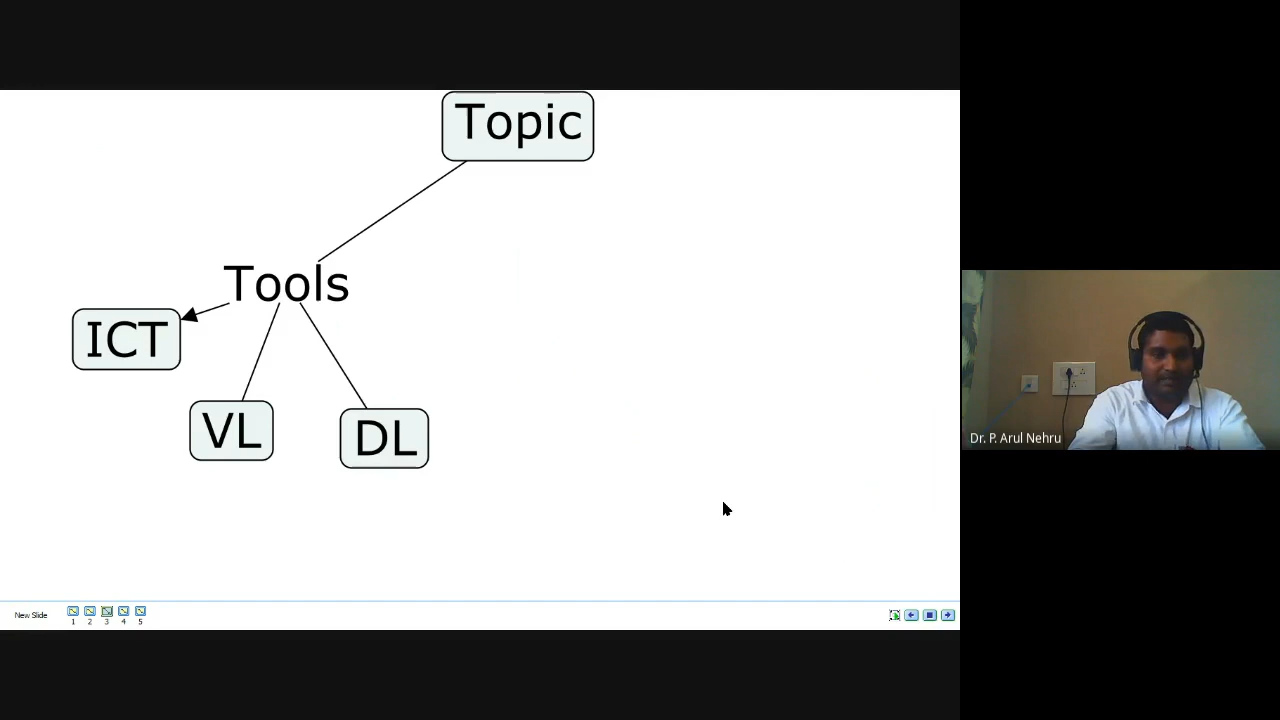 Topic
Tools
ICT
VL
DL
Dr. P. Arul Nehru
New Slide
1 2 3 4 5